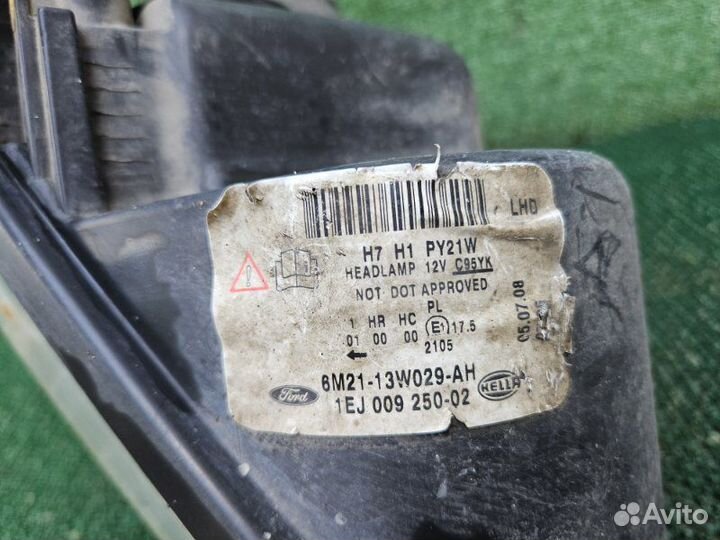 LHD
H7 H1 PY21W
HEADLAMP 12V C95YK
NOT DOT APPROVED
PL
1 HR HC E1 17.5
01 00 00
2105
05.07.08
6M21-13W029-AH
1EJ 009 250-02
Ford
HELLA
Avito